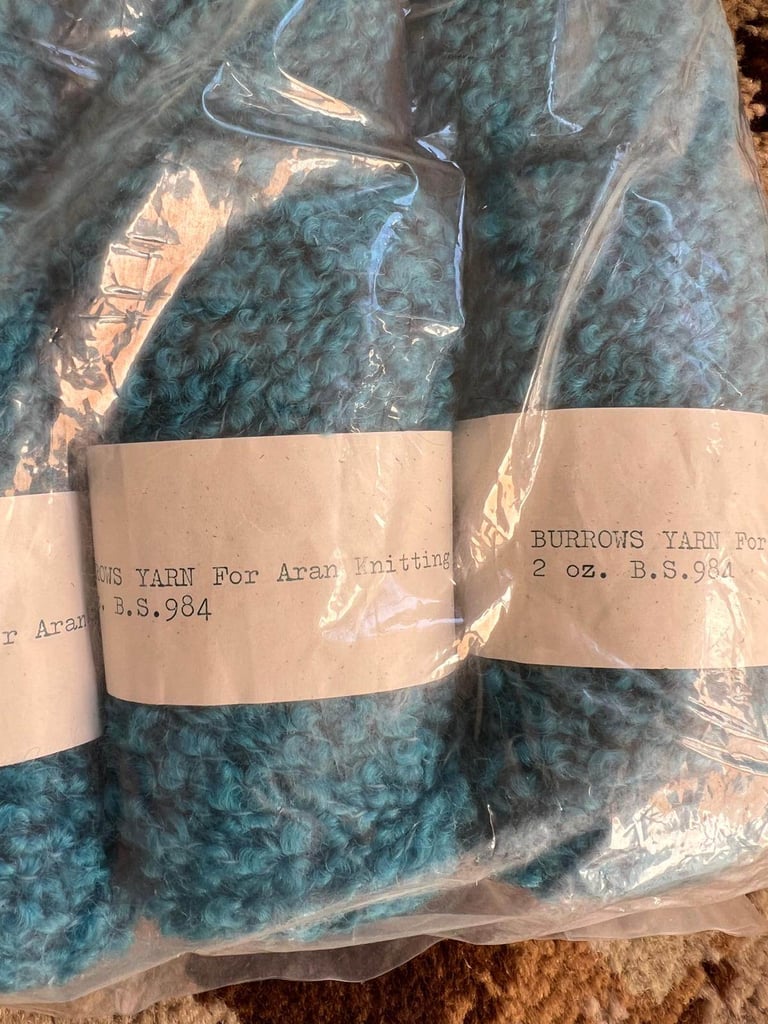 r Aran
ROWS YARN For Aran Knitting
. B.S.984
BURROWS YARN For
2 oz. B.S.984